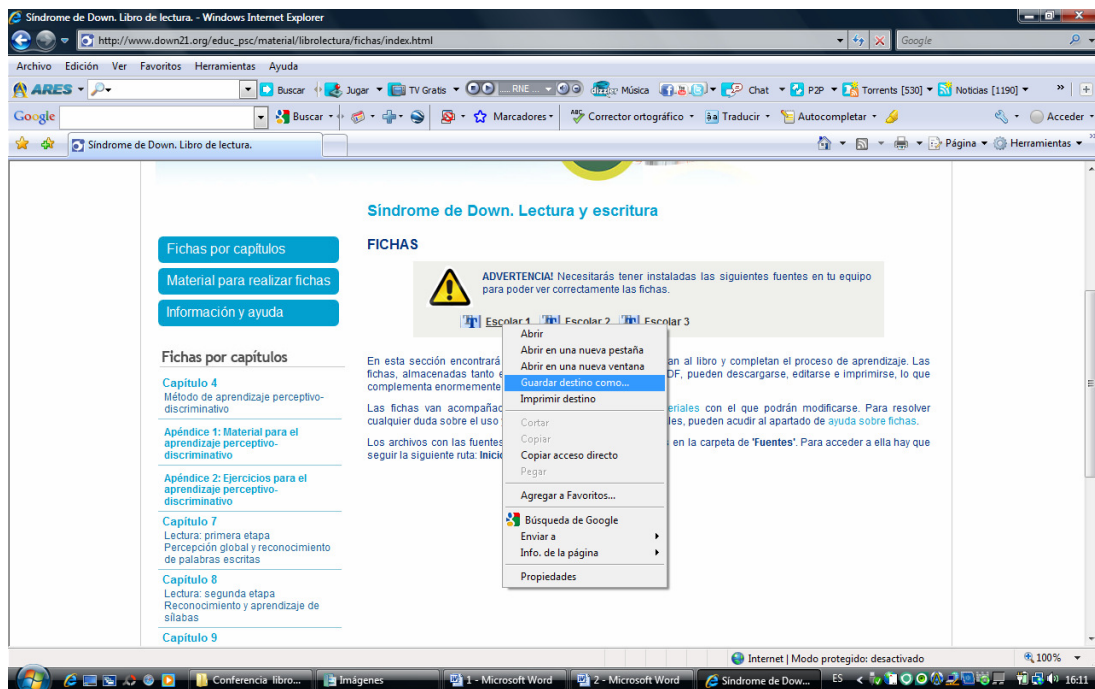 Síndrome de Down. Libro de lectura. - Windows Internet Explorer
http://www.down21.org/educ_psc/material/librolectura/fichas/index.html
Google
Archivo Edición Ver Favoritos Herramientas Ayuda
ARES Buscar Jugar TV Gratis .... RNE ... Música Chat P2P Torrents [530] Noticias [1190] »
Google Buscar Marcadores Corrector ortográfico Traducir Autocompletar Acceder
Síndrome de Down. Libro de lectura. Página Herramientas »
Síndrome de Down. Lectura y escritura
Fichas por capítulos
Material para realizar fichas
Información y ayuda
FICHAS
ADVERTENCIA! Necesitarás tener instaladas las siguientes fuentes en tu equipo
para poder ver correctamente las fichas.
Escolar 1 Escolar 2 Escolar 3
En esta sección encontrará an al libro y completan el proceso de aprendizaje. Las
fichas, almacenadas tanto DF, pueden descargarse, editarse e imprimirse, lo que
complementa enormemente
Las fichas van eriales con el que podrán modificarse. Para resolver
cualquier duda sobre el uso les, pueden acudir al apartado de ayuda sobre fichas.
Los archivos con las fuentes en la carpeta de 'Fuentes'. Para acceder a ella hay que
seguir la siguiente ruta:
Abrir
Abrir en una nueva pestaña
Abrir en una nueva ventana
Guardar destino como...
Imprimir destino
Cortar
Copiar
Copiar acceso directo
Pegar
Agregar a Favoritos...
Búsqueda de Google
Enviar a
Info. de la página
Propiedades
Fichas por capítulos
Capítulo 4
Método de aprendizaje perceptivo-
discriminativo
Apéndice 1: Material para el
aprendizaje perceptivo-
discriminativo
Apéndice 2: Ejercicios para el
aprendizaje perceptivo-
discriminativo
Capítulo 7
Lectura: primera etapa
Percepción global y reconocimiento
de palabras escritas
Capítulo 8
Lectura: segunda etapa
Reconocimiento y aprendizaje de
sílabas
Capítulo 9
Internet | Modo protegido: desactivado 100%
Conferencia libro... Imágenes 1 - Microsoft Word 2 - Microsoft Word Síndrome de Dow... ES 16:11